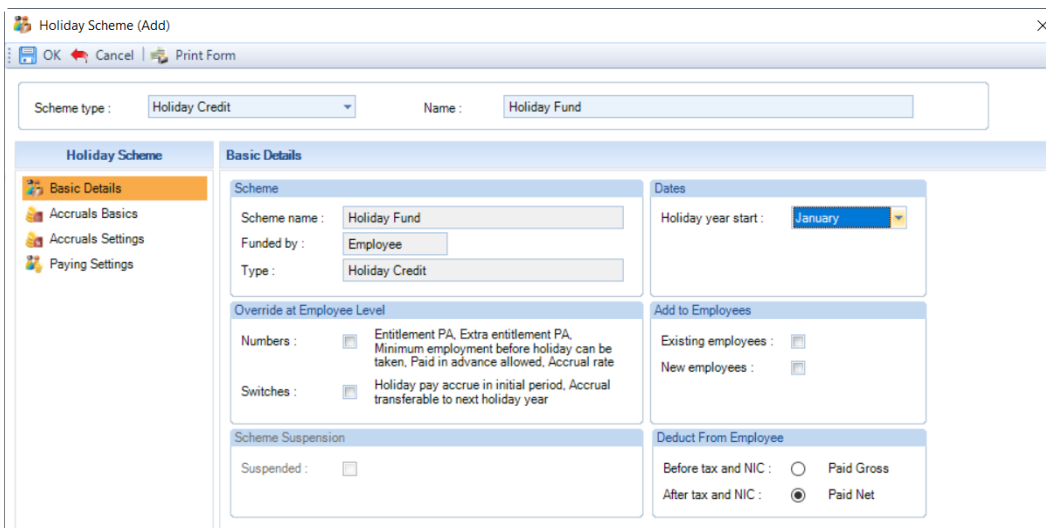 Holiday Scheme (Add)
OK Cancel Print Form
Scheme type : Holiday Credit Name : Holiday Fund
Holiday Scheme
Basic Details
Accruals Basics
Accruals Settings
Paying Settings
Basic Details
Scheme
Scheme name : Holiday Fund
Funded by : Employee
Type : Holiday Credit
Dates
Holiday year start : January
Override at Employee Level
Numbers : Entitlement PA, Extra entitlement PA,
Minimum employment before holiday can be
taken, Paid in advance allowed, Accrual rate
Switches : Holiday pay accrue in initial period, Accrual
transferable to next holiday year
Add to Employees
Existing employees :
New employees :
Scheme Suspension
Suspended :
Deduct From Employee
Before tax and NIC : Paid Gross
After tax and NIC : Paid Net